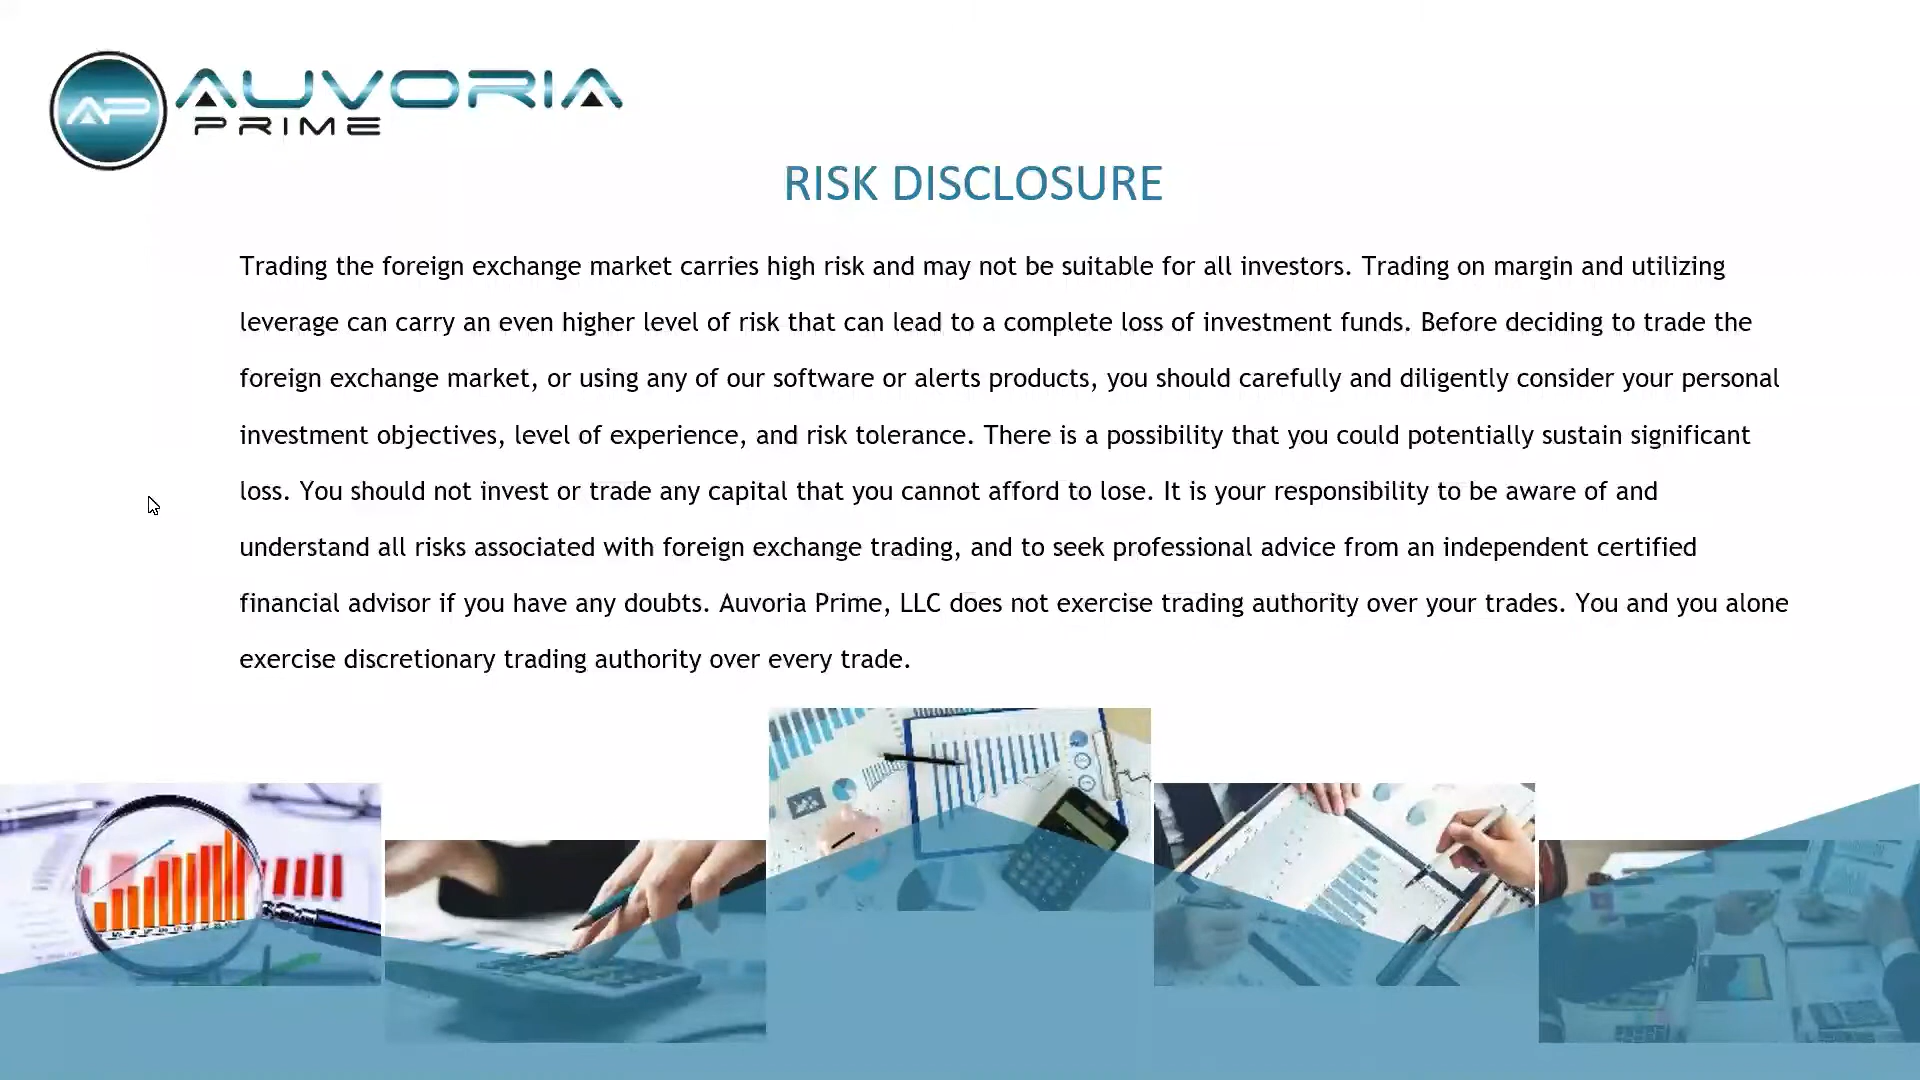 AP
AUVORIA
PRIME
RISK DISCLOSURE
Trading the foreign exchange market carries high risk and may not be suitable for all investors. Trading on margin and utilizing
leverage can carry an even higher level of risk that can lead to a complete loss of investment funds. Before deciding to trade the
foreign exchange market, or using any of our software or alerts products, you should carefully and diligently consider your personal
investment objectives, level of experience, and risk tolerance. There is a possibility that you could potentially sustain significant
loss. You should not invest or trade any capital that you cannot afford to lose. It is your responsibility to be aware of and
understand all risks associated with foreign exchange trading, and to seek professional advice from an independent certified
financial advisor if you have any doubts. Auvoria Prime, LLC does not exercise trading authority over your trades. You and you alone
exercise discretionary trading authority over every trade.